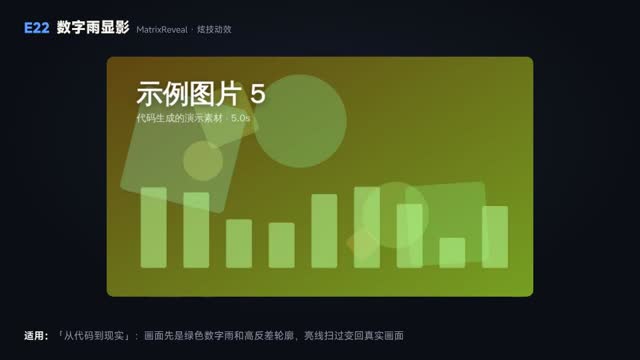 E22 数字雨显影 MatrixReveal · 炫技动效
示例图片 5
代码生成的演示素材 · 5.0s
适用：「从代码到现实」：画面先是绿色数字雨和高反差轮廓，亮线扫过变回真实画面